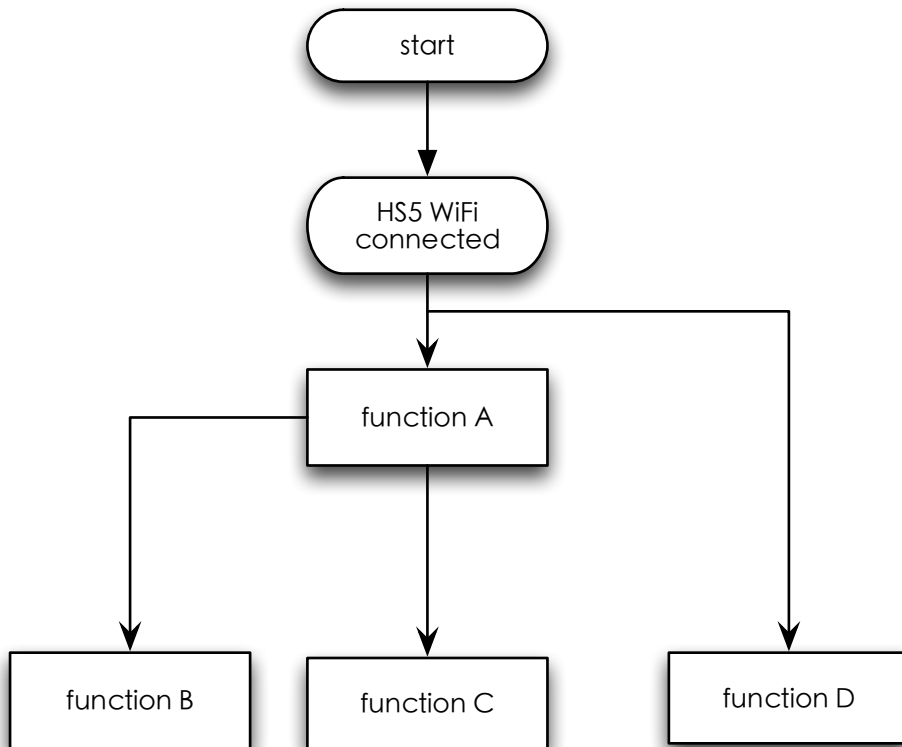 start
HS5 WiFi
connected
function A
function B
function C
function D